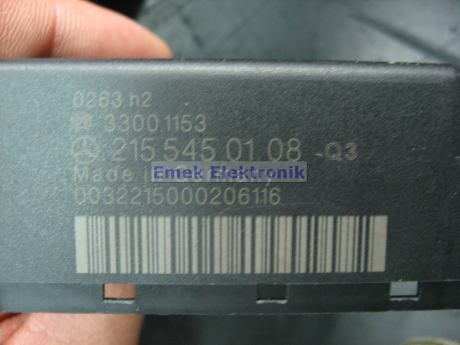 0263 h2
33001153
215 545 01 08 -Q3
Made
Emek Elektronik
0032215000206116